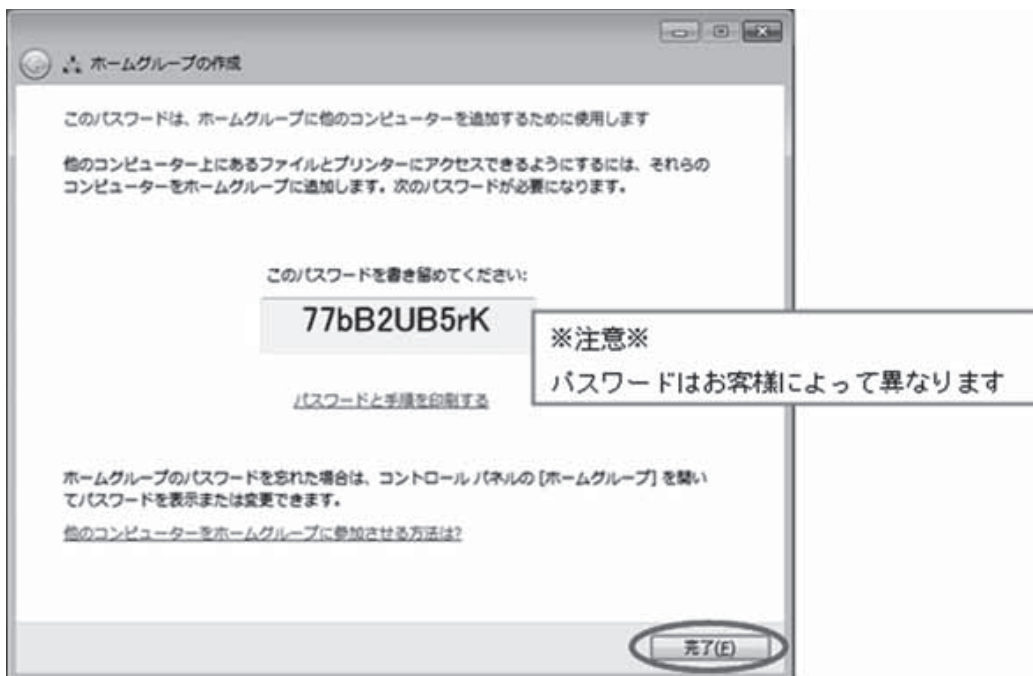 ホームグループの作成
このパスワードは、ホームグループに他のコンピューターを追加するために使用します
他のコンピューター上にあるファイルとプリンターにアクセスできるようにするには、それらの
コンピューターをホームグループに追加します。次のパスワードが必要になります。
このパスワードを書き留めてください:
77bB2UB5rK
※注意※
パスワードはお客様によって異なります
パスワードと手順を印刷する
ホームグループのパスワードを忘れた場合は、コントロール パネルの [ホームグループ] を開い
てパスワードを表示または変更できます。
他のコンピューターをホームグループに参加させる方法は?
完了(F)